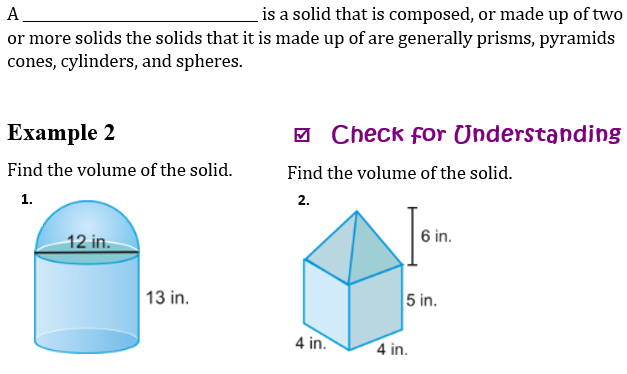 A ____________________________ is a solid that is composed, or made up of two
or more solids the solids that it is made up of are generally prisms, pyramids
cones, cylinders, and spheres.
Example 2
Find the volume of the solid.
1.
12 in.
13 in.
☑ Check for Understanding
Find the volume of the solid.
2.
6 in.
5 in.
4 in.
4 in.